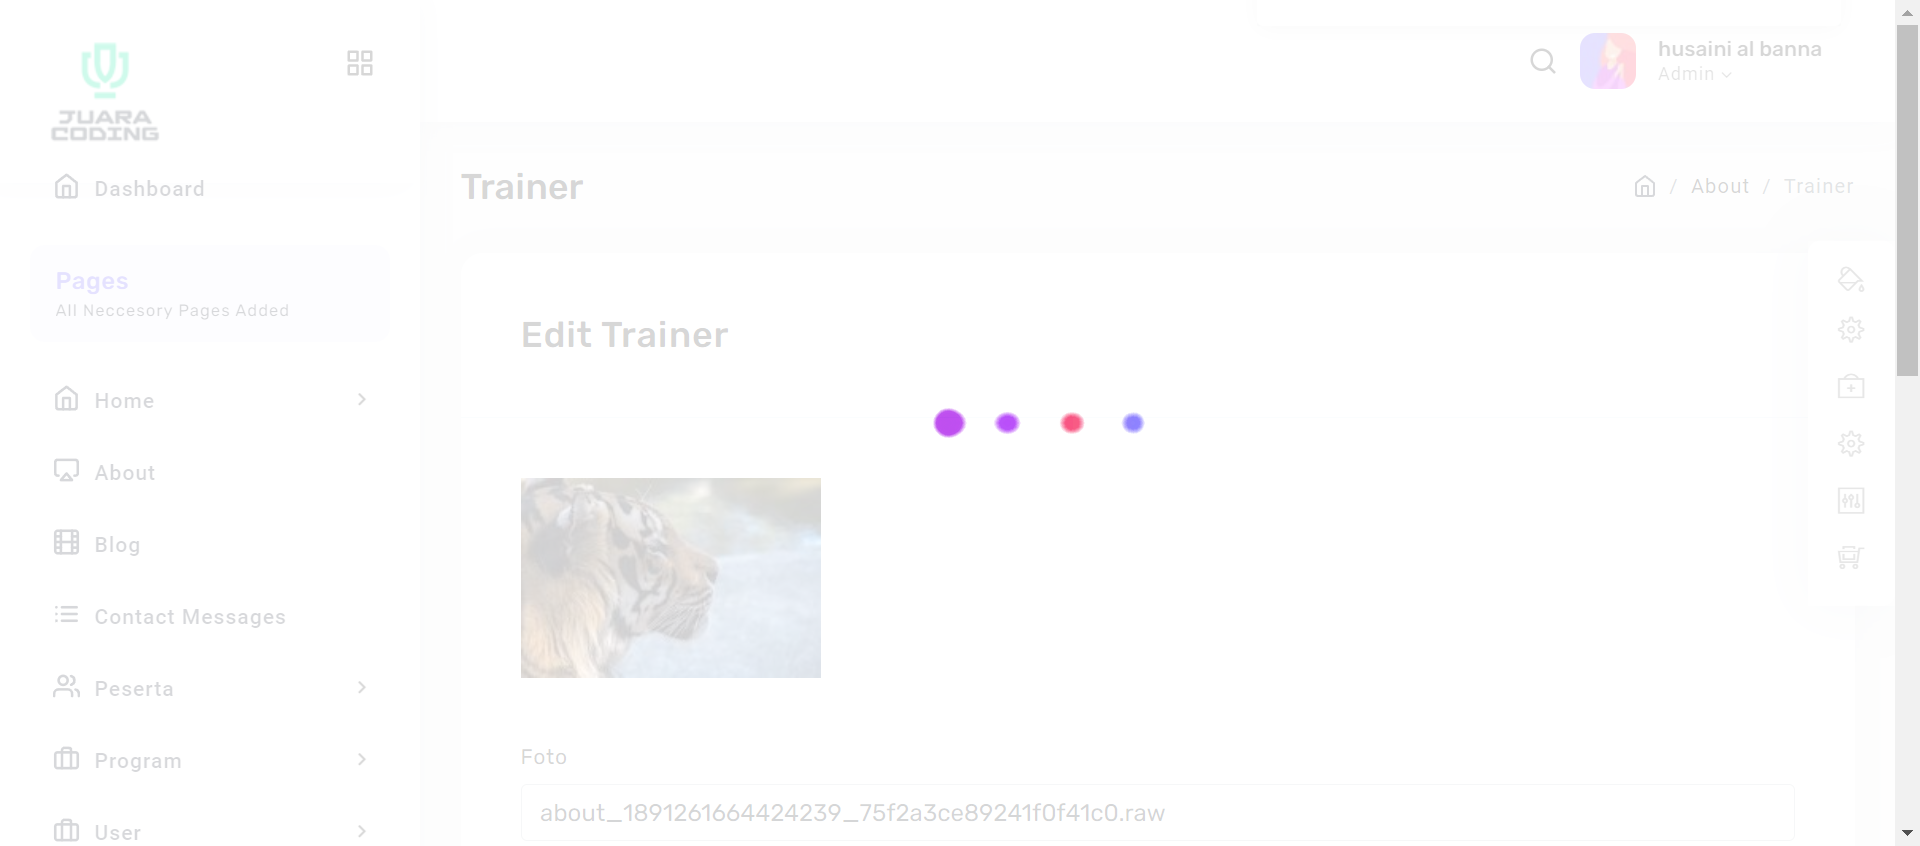 JUARA
CODING
husaini al banna
Admin
Dashboard
Trainer
/ About / Trainer
Pages
All Neccesory Pages Added
Edit Trainer
Home
About
Blog
Contact Messages
Peserta
Program
User
Foto
about_1891261664424239_75f2a3ce89241f0f41c0.raw